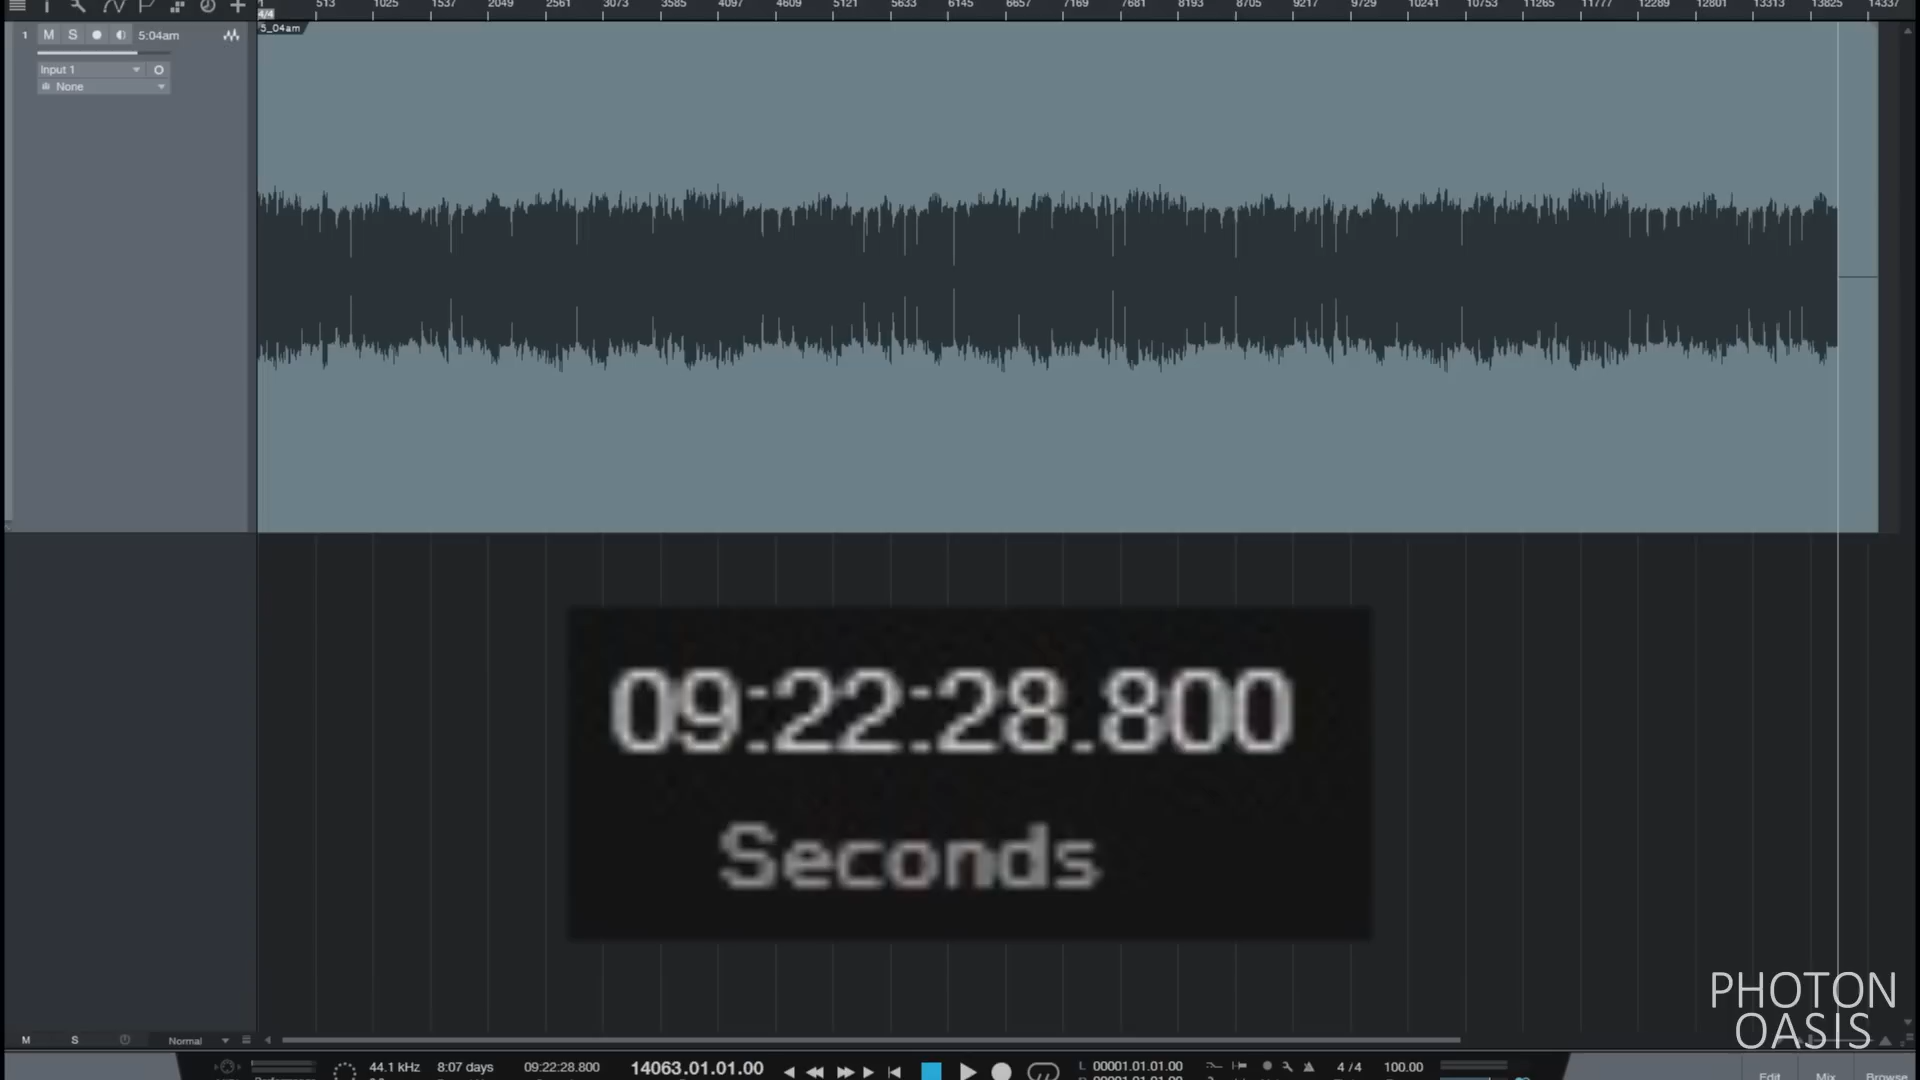 1 513 1025 1537 2049 2561 3073 3585 4097 4609 5121 5633 6145 6657 7169 7681 8193 8705 9217 9729 10241 10753 11265 11777 12289 12801 13313 13825 14337
4/4
5_04am
1 M S 5:04am
Input 1
None
09:22:28.800
Seconds
PHOTON
OASIS
M S Normal
44.1 kHz 8:07 days 09:22:28.800 14063.01.01.00 L 00001.01.01.00 4 / 4 100.00
Edit Mix Browse